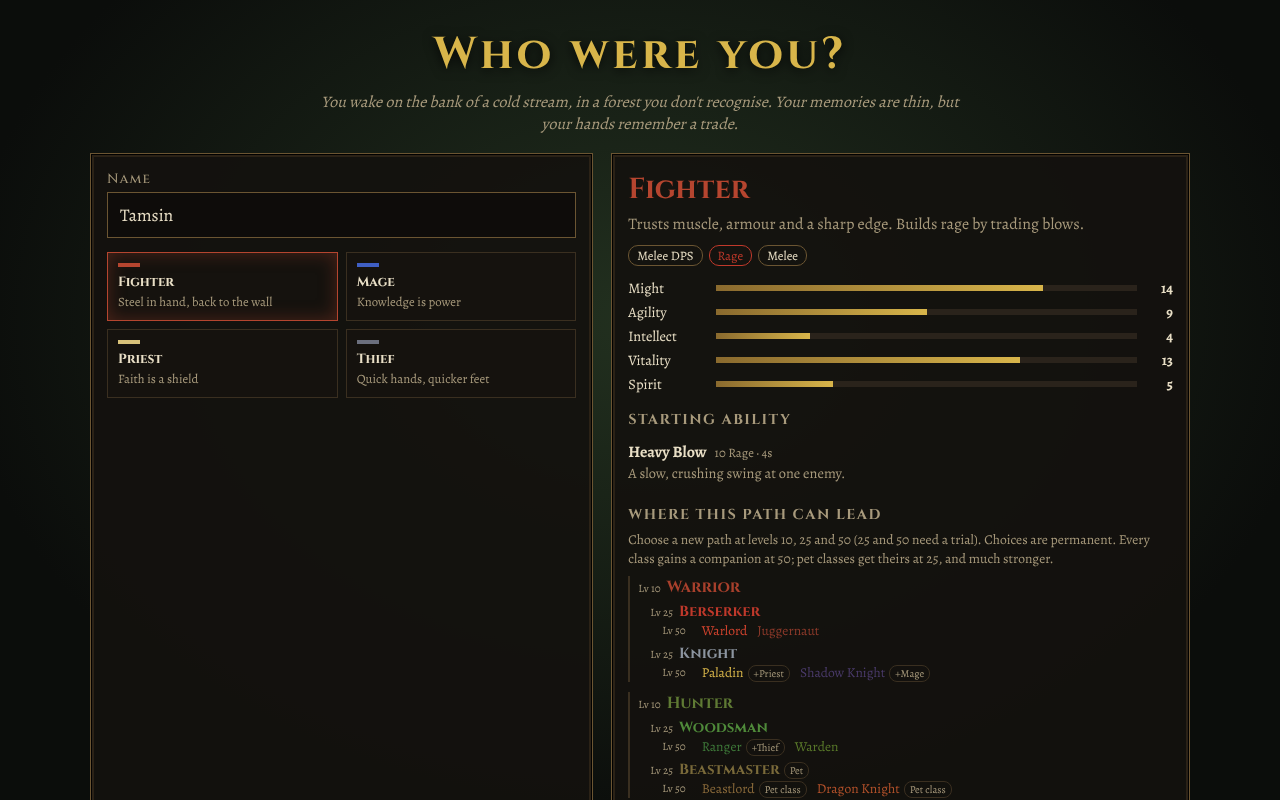 Who were you?
You wake on the bank of a cold stream, in a forest you don't recognise. Your memories are thin, but
your hands remember a trade.
Name
Tamsin
Fighter
Steel in hand, back to the wall
Mage
Knowledge is power
Priest
Faith is a shield
Thief
Quick hands, quicker feet
Fighter
Trusts muscle, armour and a sharp edge. Builds rage by trading blows.
Melee DPS Rage Melee
Might 14
Agility 9
Intellect 4
Vitality 13
Spirit 5
STARTING ABILITY
Heavy Blow 10 Rage · 4s
A slow, crushing swing at one enemy.
WHERE THIS PATH CAN LEAD
Choose a new path at levels 10, 25 and 50 (25 and 50 need a trial). Choices are permanent. Every
class gains a companion at 50; pet classes get theirs at 25, and much stronger.
Lv 10 Warrior
Lv 25 Berserker
Lv 50 Warlord Juggernaut
Lv 25 Knight
Lv 50 Paladin +Priest Shadow Knight +Mage
Lv 10 Hunter
Lv 25 Woodsman
Lv 50 Ranger +Thief Warden
Lv 25 Beastmaster Pet
Lv 50 Beastlord Pet class Dragon Knight Pet class